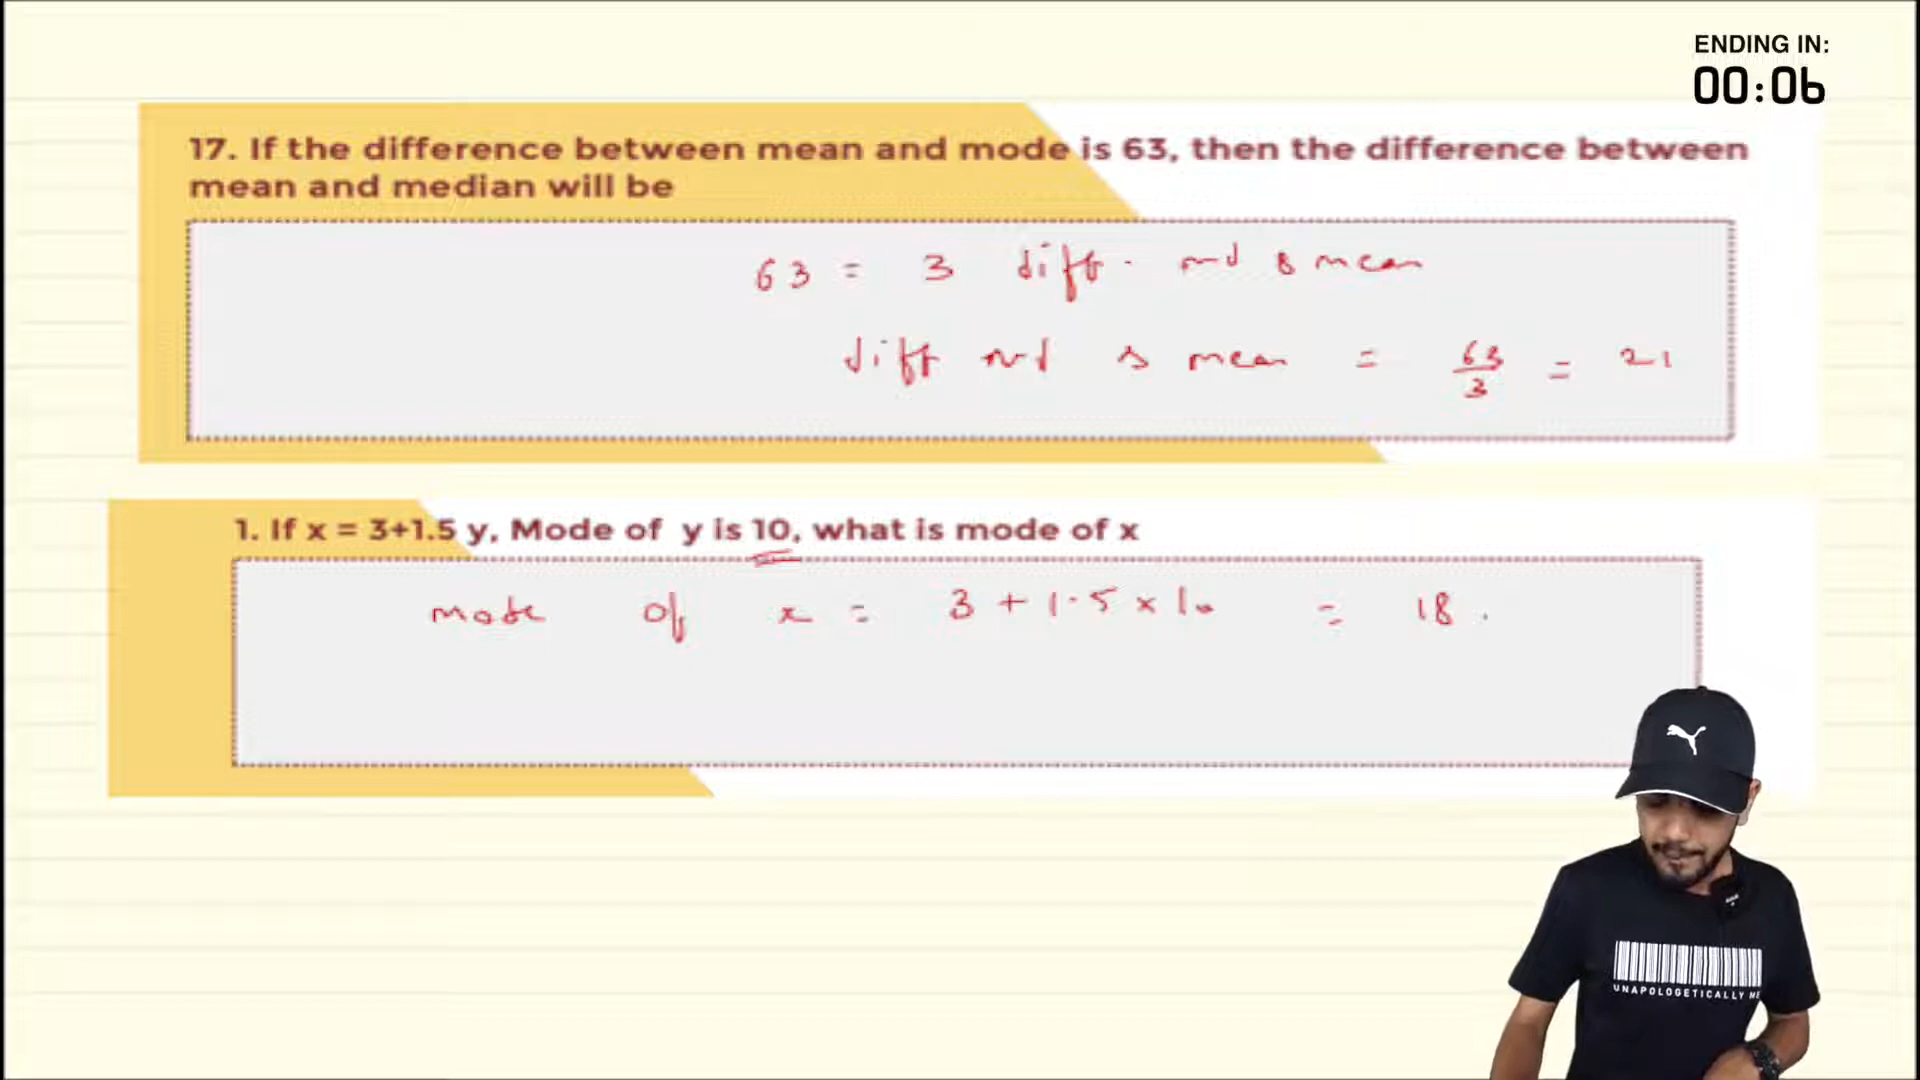 ENDING IN:
00:06
17. If the difference between mean and mode is 63, then the difference between
mean and median will be
63 = 3 diff. md & mean
diff md & mean = 63/3 = 21
1. If x = 3+1.5 y, Mode of y is 10, what is mode of x
mode of x = 3 + 1.5 x 10 = 18.
UNAPOLOGETICALLY ME